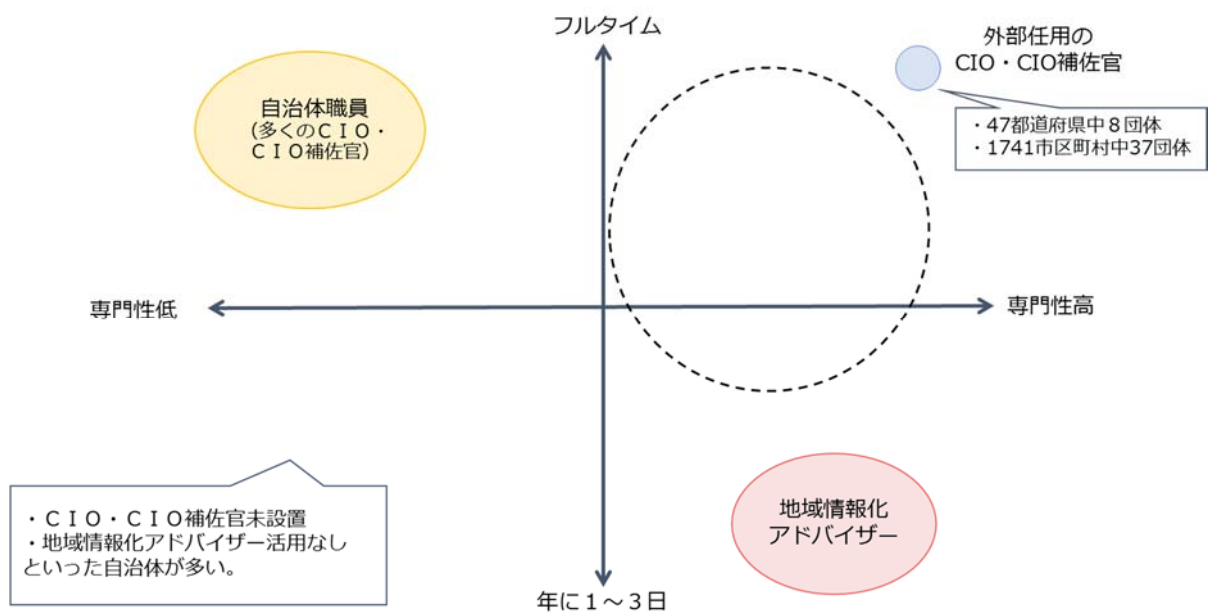 フルタイム
外部任用の
CIO・CIO補佐官
・47都道府県中８団体
・1741市区町村中37団体
自治体職員
（多くのＣＩＯ・
ＣＩＯ補佐官）
専門性低
専門性高
・ＣＩＯ・ＣＩＯ補佐官未設置
・地域情報化アドバイザー活用なし
といった自治体が多い。
地域情報化
アドバイザー
年に１～３日